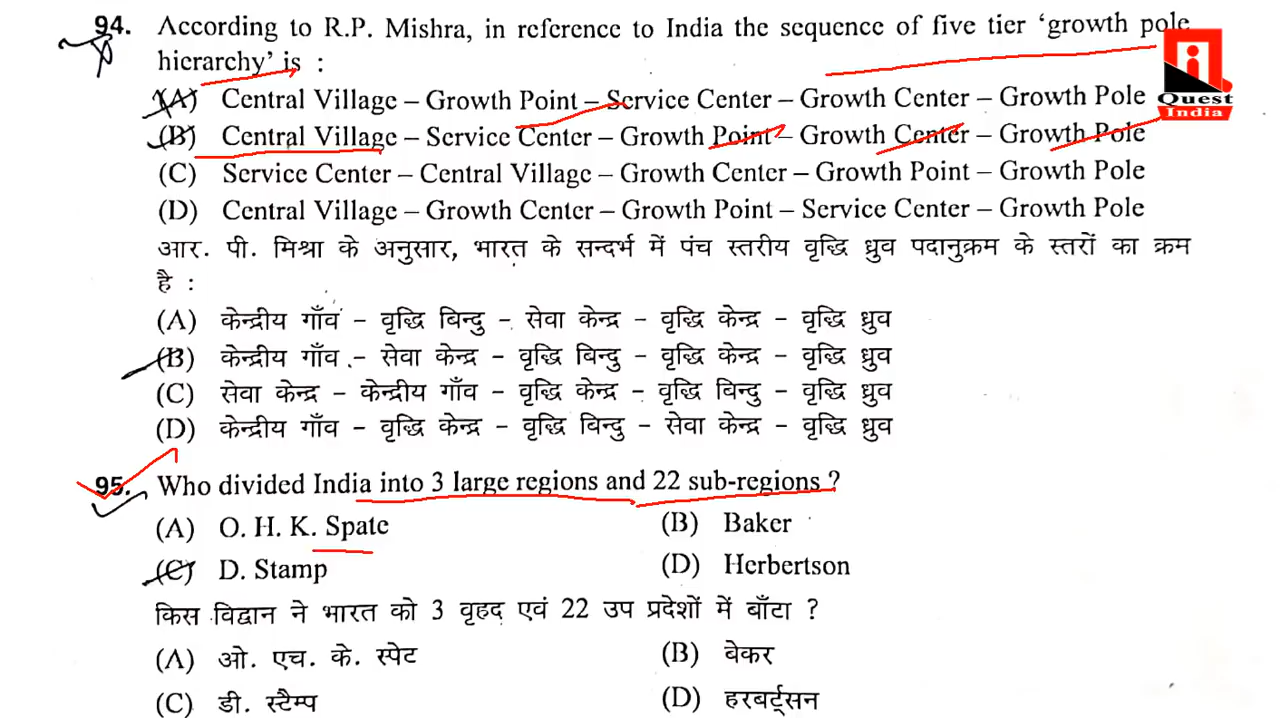 94. According to R.P. Mishra, in reference to India the sequence of five tier ‘growth pole
hierarchy’ is :
(A) Central Village – Growth Point – Service Center – Growth Center – Growth Pole
(B) Central Village – Service Center – Growth Point – Growth Center – Growth Pole
(C) Service Center – Central Village – Growth Center – Growth Point – Growth Pole
(D) Central Village – Growth Center – Growth Point – Service Center – Growth Pole
आर. पी. मिश्रा के अनुसार, भारत के सन्दर्भ में पंच स्तरीय वृद्धि ध्रुव पदानुक्रम के स्तरों का क्रम
है :
(A) केन्द्रीय गाँव – वृद्धि बिन्दु – सेवा केन्द्र – वृद्धि केन्द्र – वृद्धि ध्रुव
(B) केन्द्रीय गाँव – सेवा केन्द्र – वृद्धि बिन्दु – वृद्धि केन्द्र – वृद्धि ध्रुव
(C) सेवा केन्द्र – केन्द्रीय गाँव – वृद्धि केन्द्र – वृद्धि बिन्दु – वृद्धि ध्रुव
(D) केन्द्रीय गाँव – वृद्धि केन्द्र – वृद्धि बिन्दु – सेवा केन्द्र – वृद्धि ध्रुव
95. Who divided India into 3 large regions and 22 sub-regions ?
(A) O. H. K. Spate (B) Baker
(C) D. Stamp (D) Herbertson
किस विद्वान ने भारत को 3 वृहद एवं 22 उप प्रदेशों में बाँटा ?
(A) ओ. एच. के. स्पेट (B) बेकर
(C) डी. स्टैम्प (D) हरबर्ट्सन
Quest
India